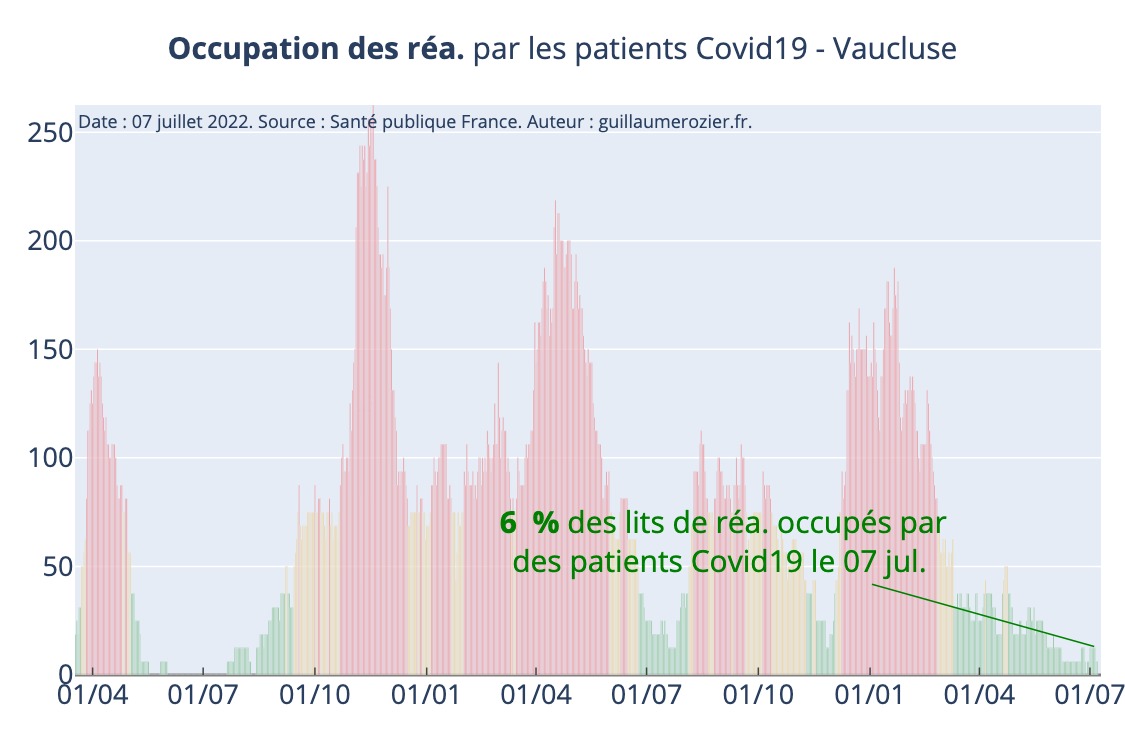 Occupation des réa. par les patients Covid19 - Vaucluse
Date : 07 juillet 2022. Source : Santé publique France. Auteur : guillaumerozier.fr.
250
200
150
100
50
0
6 % des lits de réa. occupés par
des patients Covid19 le 07 jul.
01/04 01/07 01/10 01/01 01/04 01/07 01/10 01/01 01/04 01/07